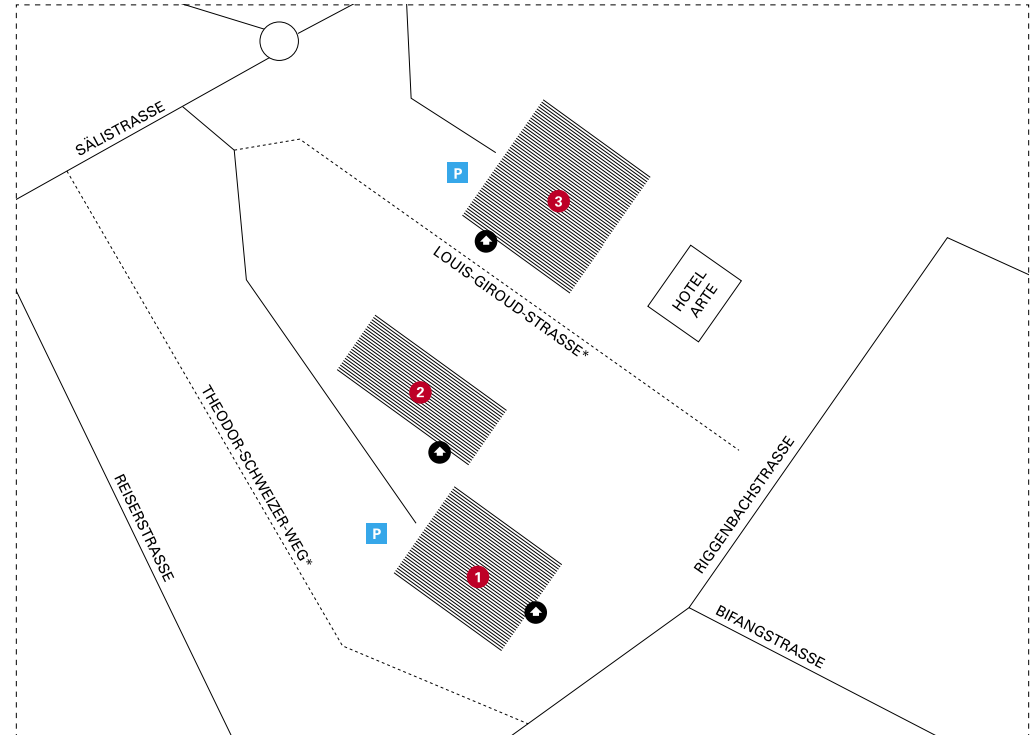 SÄLISTRASSE
P
3
LOUIS-GIROUD-STRASSE*
HOTEL
ARTE
2
THEODOR-SCHWEIZER-WEG*
REISERSTRASSE
P
1
RIGGENBACHSTRASSE
BIFANGSTRASSE